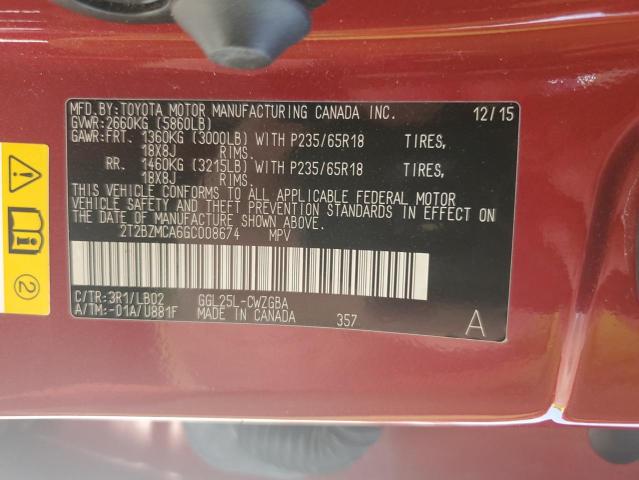 MFD.BY:TOYOTA MOTOR MANUFACTURING CANADA INC. 12/15
GVWR:2660KG (5860LB)
GAWR:FRT. 1360KG (3000LB) WITH P235/65R18 TIRES,
18X8J RIMS.
RR. 1460KG (3215LB) WITH P235/65R18 TIRES,
18X8J RIMS.
THIS VEHICLE CONFORMS TO ALL APPLICABLE FEDERAL MOTOR
VEHICLE SAFETY AND THEFT PREVENTION STANDARDS IN EFFECT
ON THE DATE OF MANUFACTURE SHOWN ABOVE.
2T2BZMCA6GC008674 MPV
C/TR:3R1/LB02 GGL25L-CWZGBA
A/TM:-01A/U881F MADE IN CANADA 357 A
2